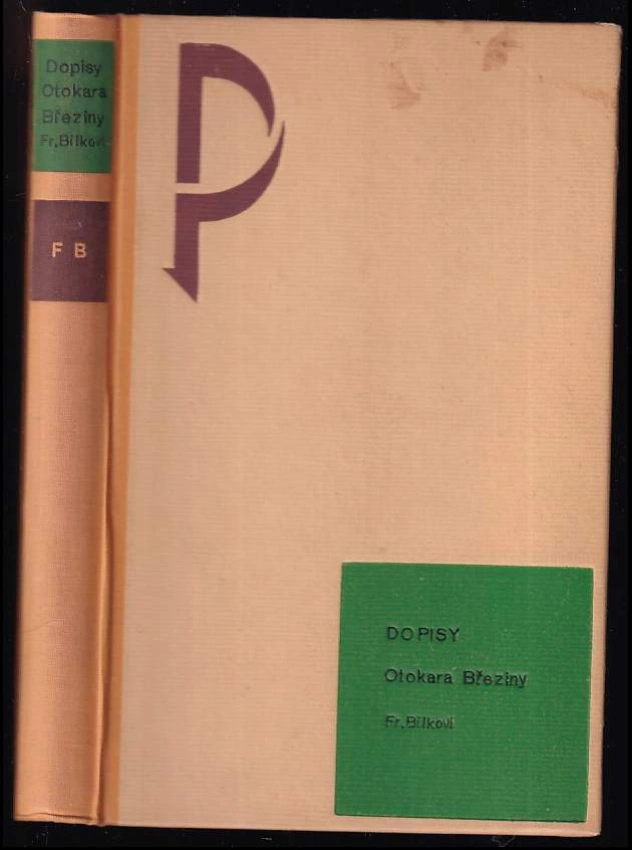 Dopisy
Otokara
Březiny
Fr. Bílkovi
F B
DOPISY
Otokara Březiny
Fr. Bílkovi